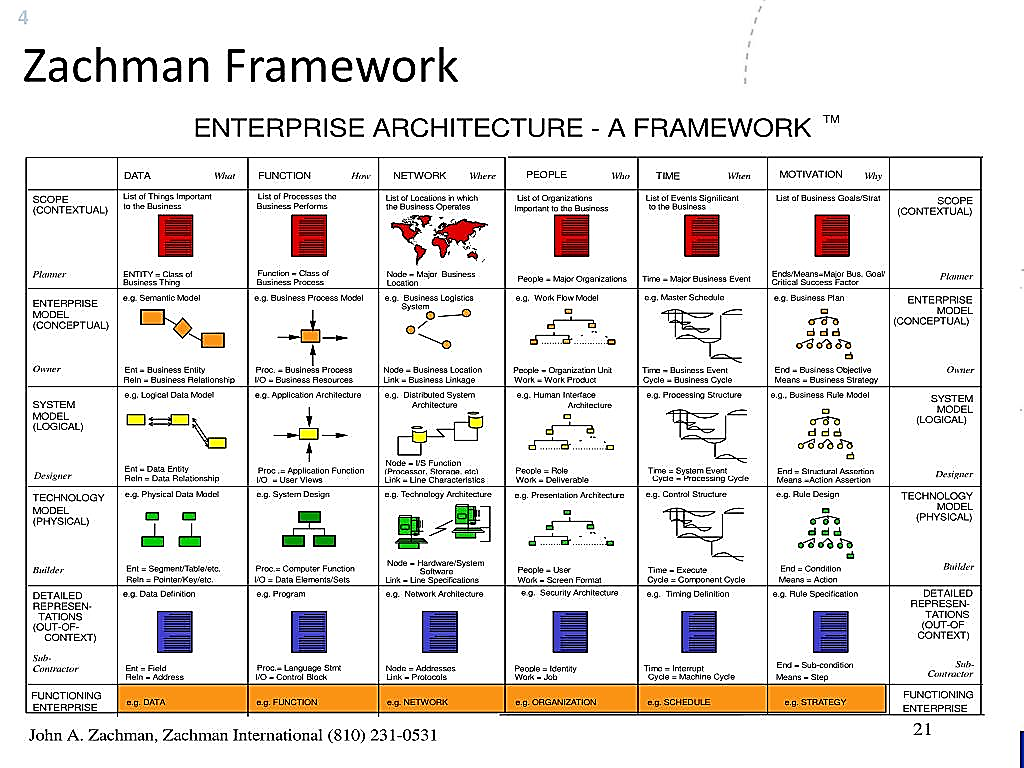 4
Zachman Framework
ENTERPRISE ARCHITECTURE - A FRAMEWORK ™
DATA What FUNCTION How NETWORK Where PEOPLE Who TIME When MOTIVATION Why
SCOPE
(CONTEXTUAL)
Planner
List of Things Important
to the Business
ENTITY = Class of
Business Thing
List of Processes the
Business Performs
Function = Class of
Business Process
List of Locations in which
the Business Operates
Node = Major Business
Location
List of Organizations
Important to the Business
People = Major Organizations
List of Events Significant
to the Business
Time = Major Business Event
List of Business Goals/Strat
Ends/Means=Major Bus. Goal/
Critical Success Factor
SCOPE
(CONTEXTUAL)
Planner
ENTERPRISE
MODEL
(CONCEPTUAL)
Owner
e.g. Semantic Model
Ent = Business Entity
Reln = Business Relationship
e.g. Business Process Model
Proc. = Business Process
I/O = Business Resources
e.g. Business Logistics
System
Node = Business Location
Link = Business Linkage
e.g. Work Flow Model
People = Organization Unit
Work = Work Product
e.g. Master Schedule
Time = Business Event
Cycle = Business Cycle
e.g. Business Plan
End = Business Objective
Means = Business Strategy
ENTERPRISE
MODEL
(CONCEPTUAL)
Owner
SYSTEM
MODEL
(LOGICAL)
Designer
e.g. Logical Data Model
Ent = Data Entity
Reln = Data Relationship
e.g. Application Architecture
Proc .= Application Function
I/O = User Views
e.g. Distributed System
Architecture
Node = I/S Function
(Processor, Storage, etc)
Link = Line Characteristics
e.g. Human Interface
Architecture
People = Role
Work = Deliverable
e.g. Processing Structure
Time = System Event
Cycle = Processing Cycle
e.g., Business Rule Model
End = Structural Assertion
Means =Action Assertion
SYSTEM
MODEL
(LOGICAL)
Designer
TECHNOLOGY
MODEL
(PHYSICAL)
Builder
e.g. Physical Data Model
Ent = Segment/Table/etc.
Reln = Pointer/Key/etc.
e.g. System Design
Proc.= Computer Function
I/O = Data Elements/Sets
e.g. Technology Architecture
Node = Hardware/System
Software
Link = Line Specifications
e.g. Presentation Architecture
People = User
Work = Screen Format
e.g. Control Structure
Time = Execute
Cycle = Component Cycle
e.g. Rule Design
End = Condition
Means = Action
TECHNOLOGY
MODEL
(PHYSICAL)
Builder
DETAILED
REPRESEN-
TATIONS
(OUT-OF-
CONTEXT)
Sub-
Contractor
e.g. Data Definition
Ent = Field
Reln = Address
e.g. Program
Proc.= Language Stmt
I/O = Control Block
e.g. Network Architecture
Node = Addresses
Link = Protocols
e.g. Security Architecture
People = Identity
Work = Job
e.g. Timing Definition
Time = Interrupt
Cycle = Machine Cycle
e.g. Rule Specification
End = Sub-condition
Means = Step
DETAILED
REPRESEN-
TATIONS
(OUT-OF
CONTEXT)
Sub-
Contractor
FUNCTIONING
ENTERPRISE
e.g. DATA
e.g. FUNCTION
e.g. NETWORK
e.g. ORGANIZATION
e.g. SCHEDULE
e.g. STRATEGY
FUNCTIONING
ENTERPRISE
John A. Zachman, Zachman International (810) 231-0531
21